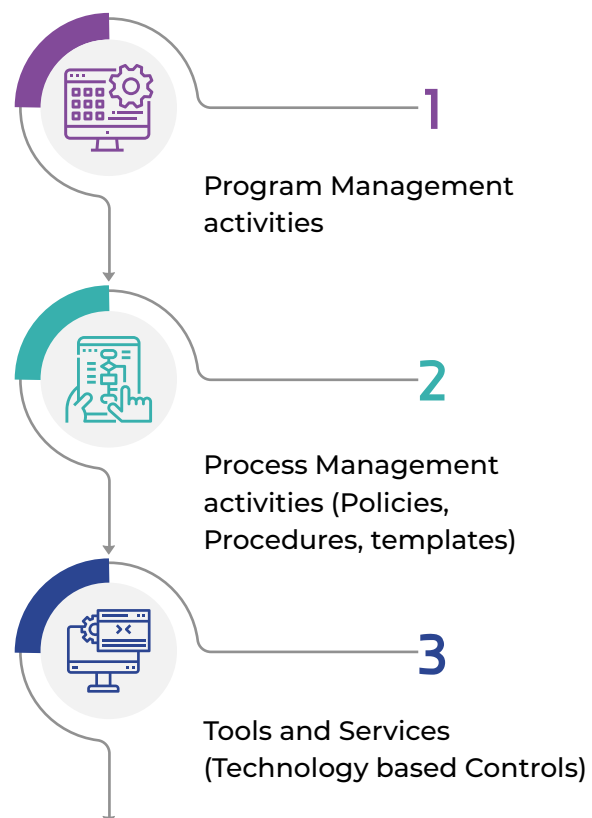 1
Program Management
activities
2
Process Management
activities (Policies,
Procedures, templates)
3
Tools and Services
(Technology based Controls)